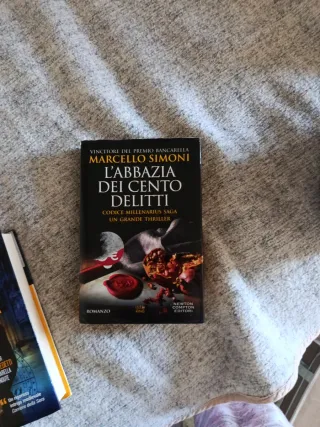 VINCITORE DEL PREMIO BANCARELLA
MARCELLO SIMONI
L'ABBAZIA
DEI CENTO
DELITTI
CODICE MILLENARIUS SAGA
UN GRANDE THRILLER
ROMANZO
NEWTON
COMPTON
EDITORI